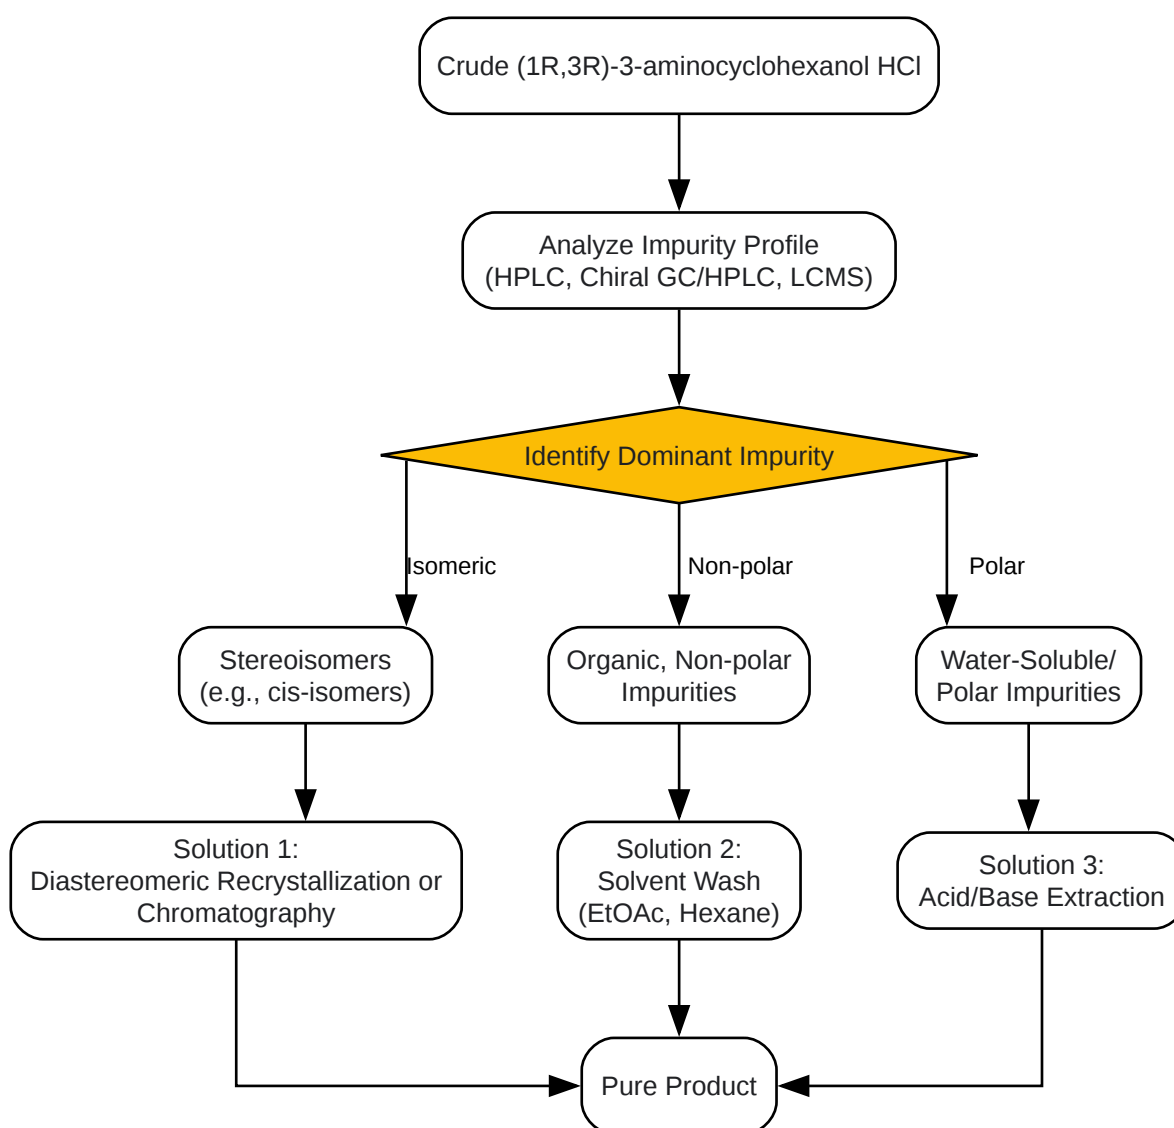 Crude (1R,3R)-3-aminocyclohexanol HCl
Analyze Impurity Profile
(HPLC, Chiral GC/HPLC, LCMS)
Identify Dominant Impurity
Isomeric
Non-polar
Polar
Stereoisomers
(e.g., cis-isomers)
Organic, Non-polar
Impurities
Water-Soluble/
Polar Impurities
Solution 1:
Diastereomeric Recrystallization or
Chromatography
Solution 2:
Solvent Wash
(EtOAc, Hexane)
Solution 3:
Acid/Base Extraction
Pure Product